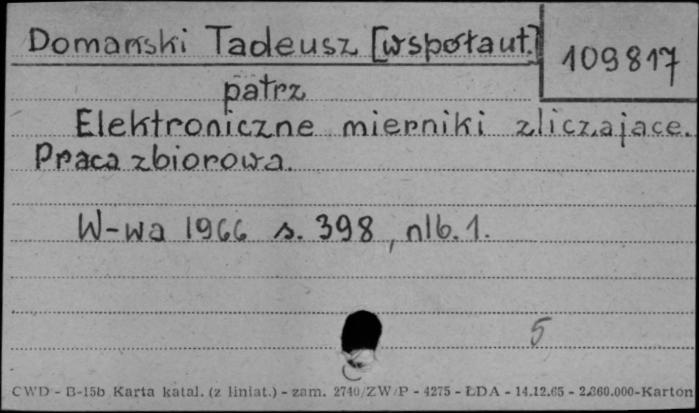 Domański Tadeusz [współaut.]
109817
patrz
Elektroniczne mierniki zliczające.
Praca zbiorowa.
W-wa 1966 s. 398, nlb. 1.
5
CWD - B-15b Karta katal. (z liniat.) - zam. 2740/ZW/P - 4275 - ŁDA - 14.12.65 - 2.360.000-Karton